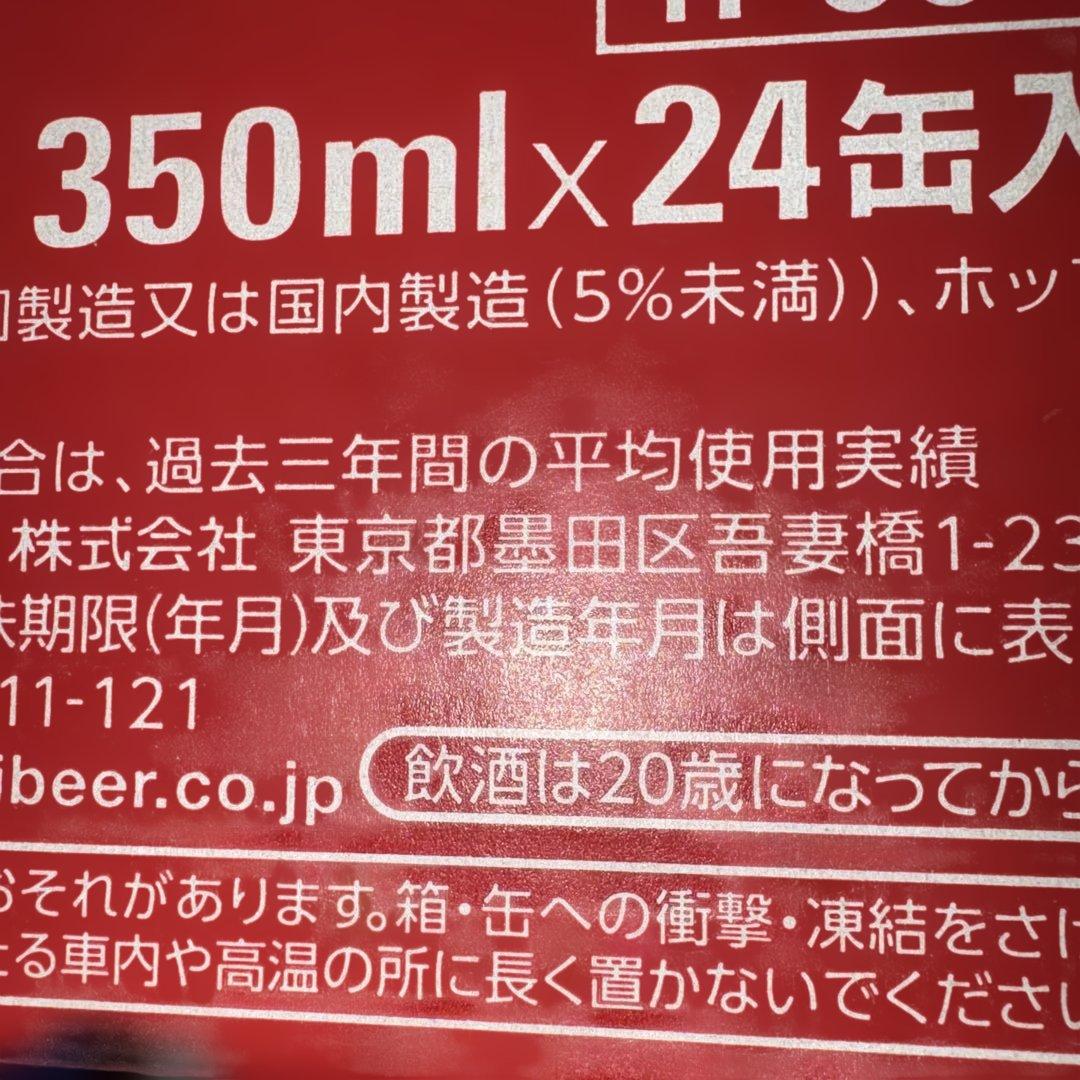 350ml×24缶入
製造又は国内製造(5%未満))、ホップ
合は、過去三年間の平均使用実績
株式会社 東京都墨田区吾妻橋1-23
期限(年月)及び製造年月は側面に表
11-121
ibeer.co.jp
飲酒は20歳になってから
おそれがあります。箱・缶への衝撃・凍結をさけ
る車内や高温の所に長く置かないでください